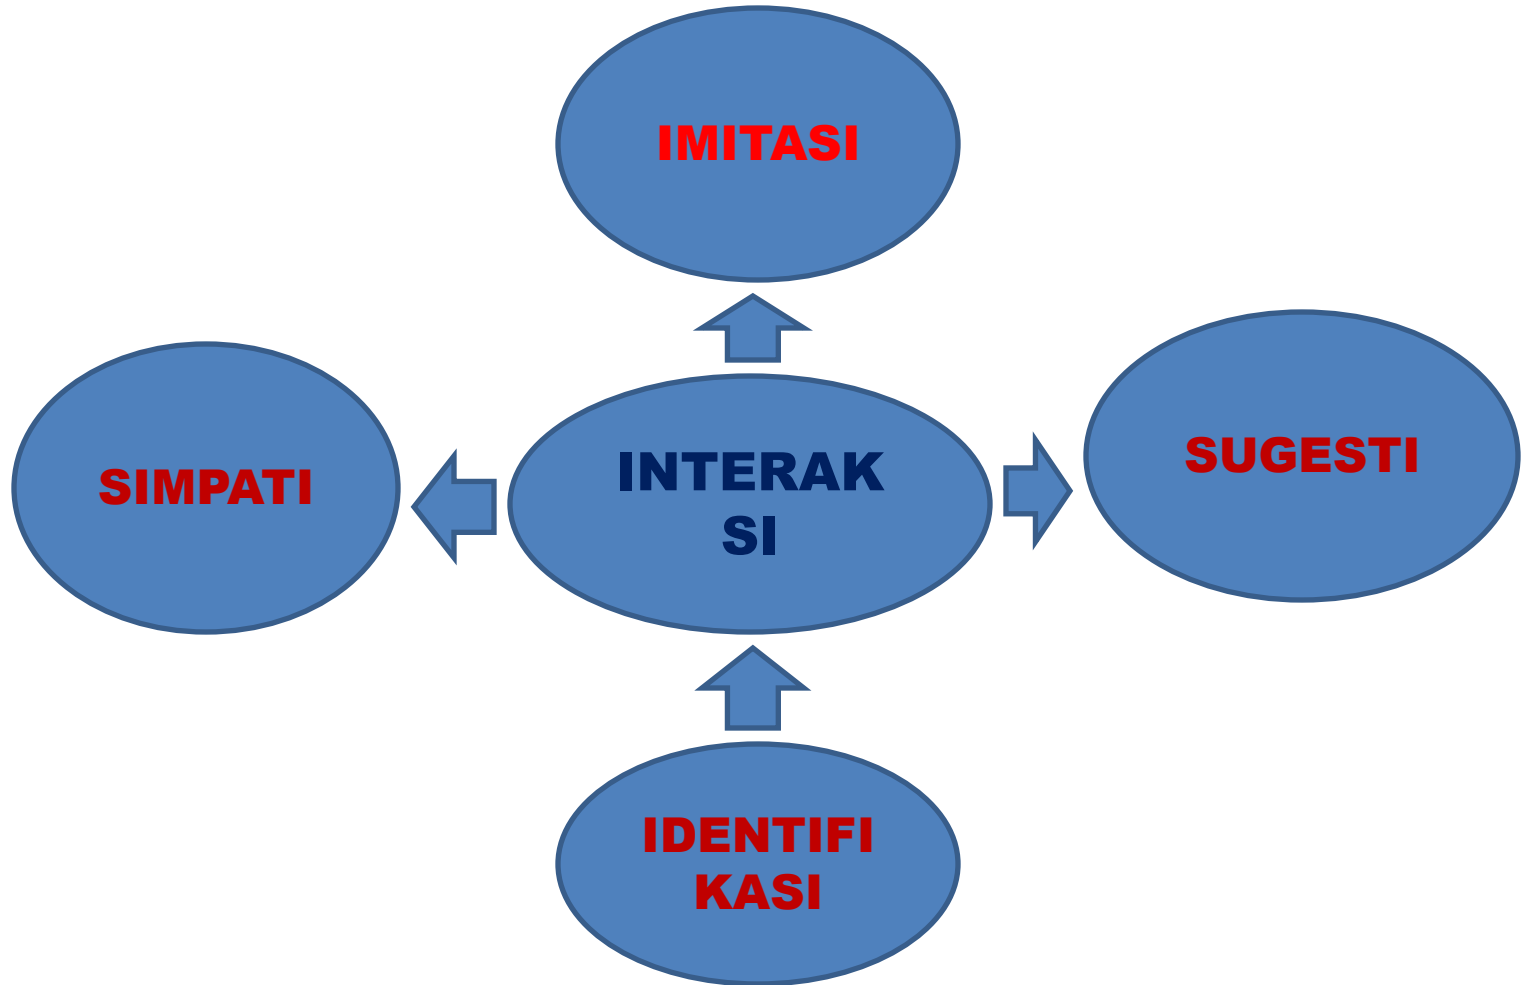 IMITASI
SIMPATI
INTERAK
SI
SUGESTI
IDENTIFI
KASI